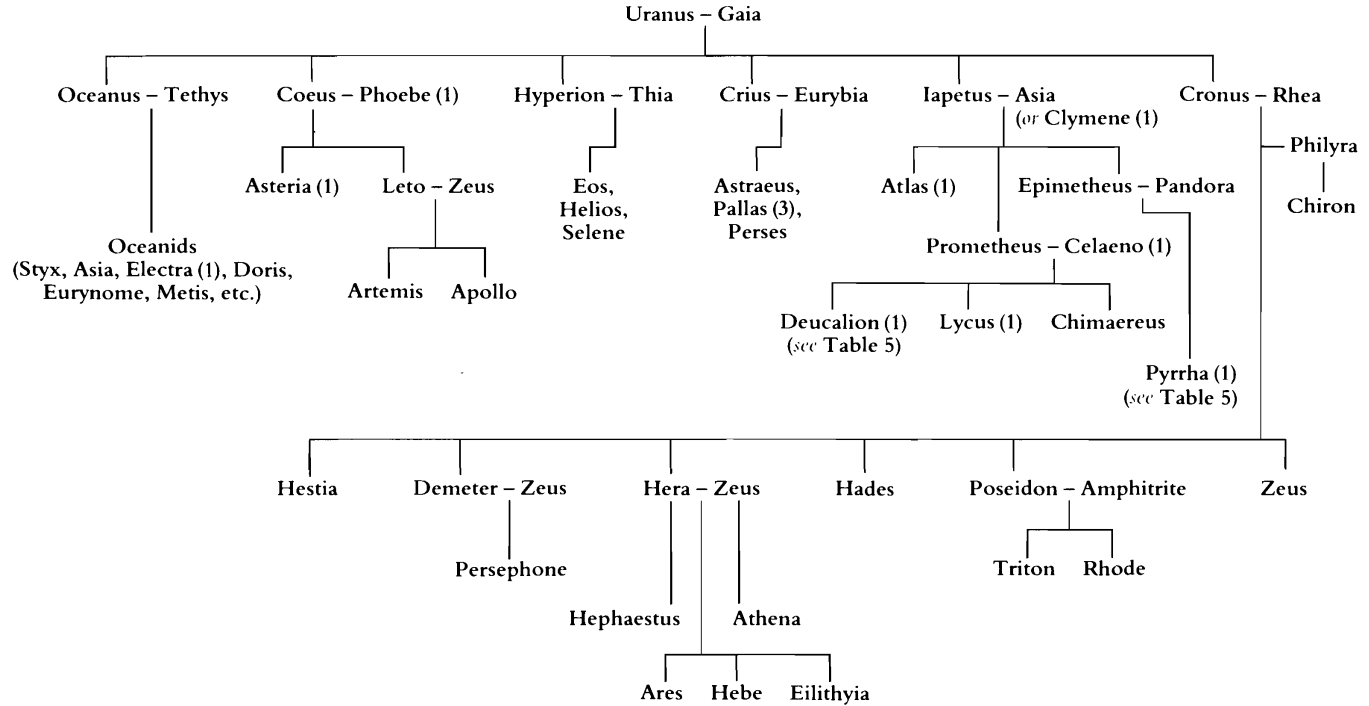 Uranus – Gaia
Oceanus – Tethys
Coeus – Phoebe (1)
Hyperion – Thia
Crius – Eurybia
Iapetus – Asia
(or Clymene (1)
Cronus – Rhea
Philyra
Chiron
Asteria (1)
Leto – Zeus
Eos,
Helios,
Selene
Astraeus,
Pallas (3),
Perses
Atlas (1)
Epimetheus – Pandora
Oceanids
(Styx, Asia, Electra (1), Doris,
Eurynome, Metis, etc.)
Prometheus – Celaeno (1)
Artemis
Apollo
Deucalion (1)
(see Table 5)
Lycus (1)
Chimaereus
Pyrrha (1)
(see Table 5)
Hestia
Demeter – Zeus
Hera – Zeus
Hades
Poseidon – Amphitrite
Zeus
Persephone
Triton
Rhode
Hephaestus
Athena
Ares
Hebe
Eilithyia